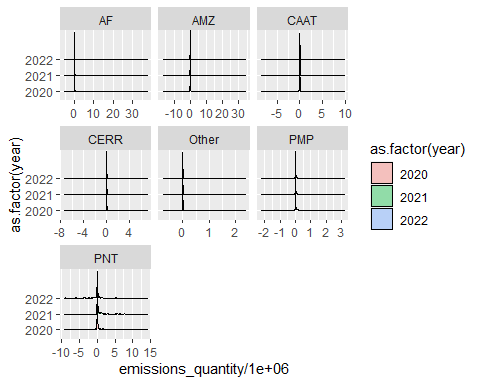 AF AMZ CAAT
2022
2021
2020
0 10 20 30 -10 0 10 20 30 -5 0 5 10
CERR Other PMP
2022
2021
2020
-8 -4 0 4 0 1 2 -2 -1 0 1 2 3
PNT
2022
2021
2020
-10 -5 0 5 10 15
emissions_quantity/1e+06
as.factor(year)
as.factor(year)
2020
2021
2022